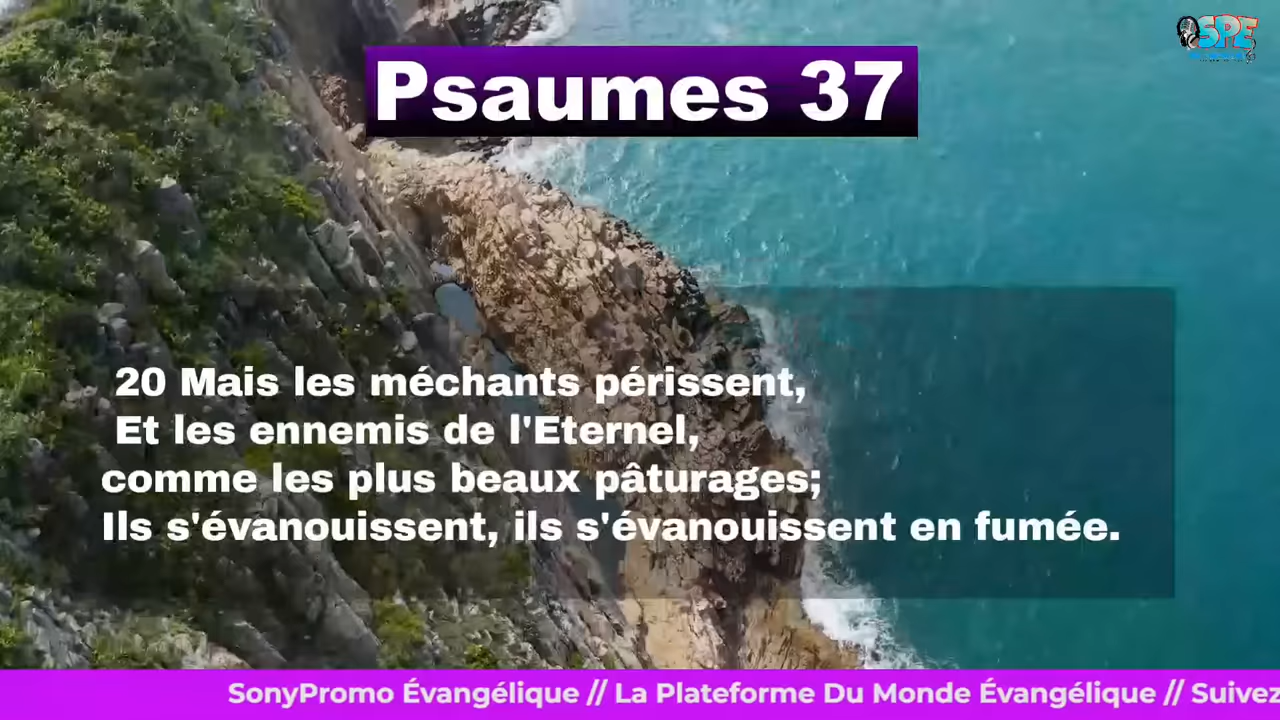 SPE
Psaumes 37
20 Mais les méchants périssent,
Et les ennemis de l'Eternel,
comme les plus beaux pâturages;
Ils s'évanouissent, ils s'évanouissent en fumée.
SonyPromo Évangélique // La Plateforme Du Monde Évangélique // Suivez